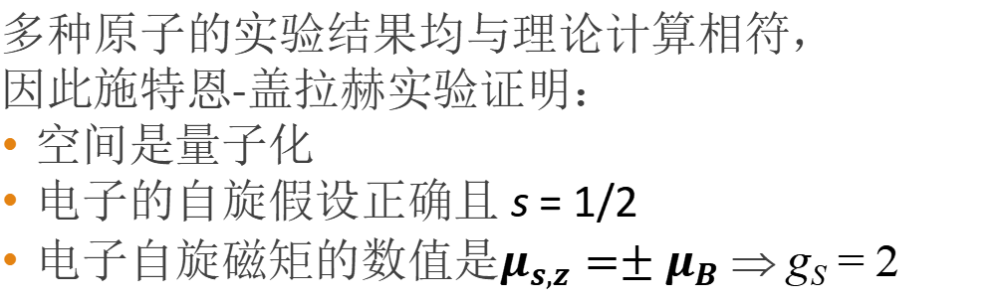 多种原子的实验结果均与理论计算相符，
因此施特恩-盖拉赫实验证明：
• 空间是量子化
• 电子的自旋假设正确且 s = 1/2
• 电子自旋磁矩的数值是μₛ,z =± μB ⇒ gS = 2